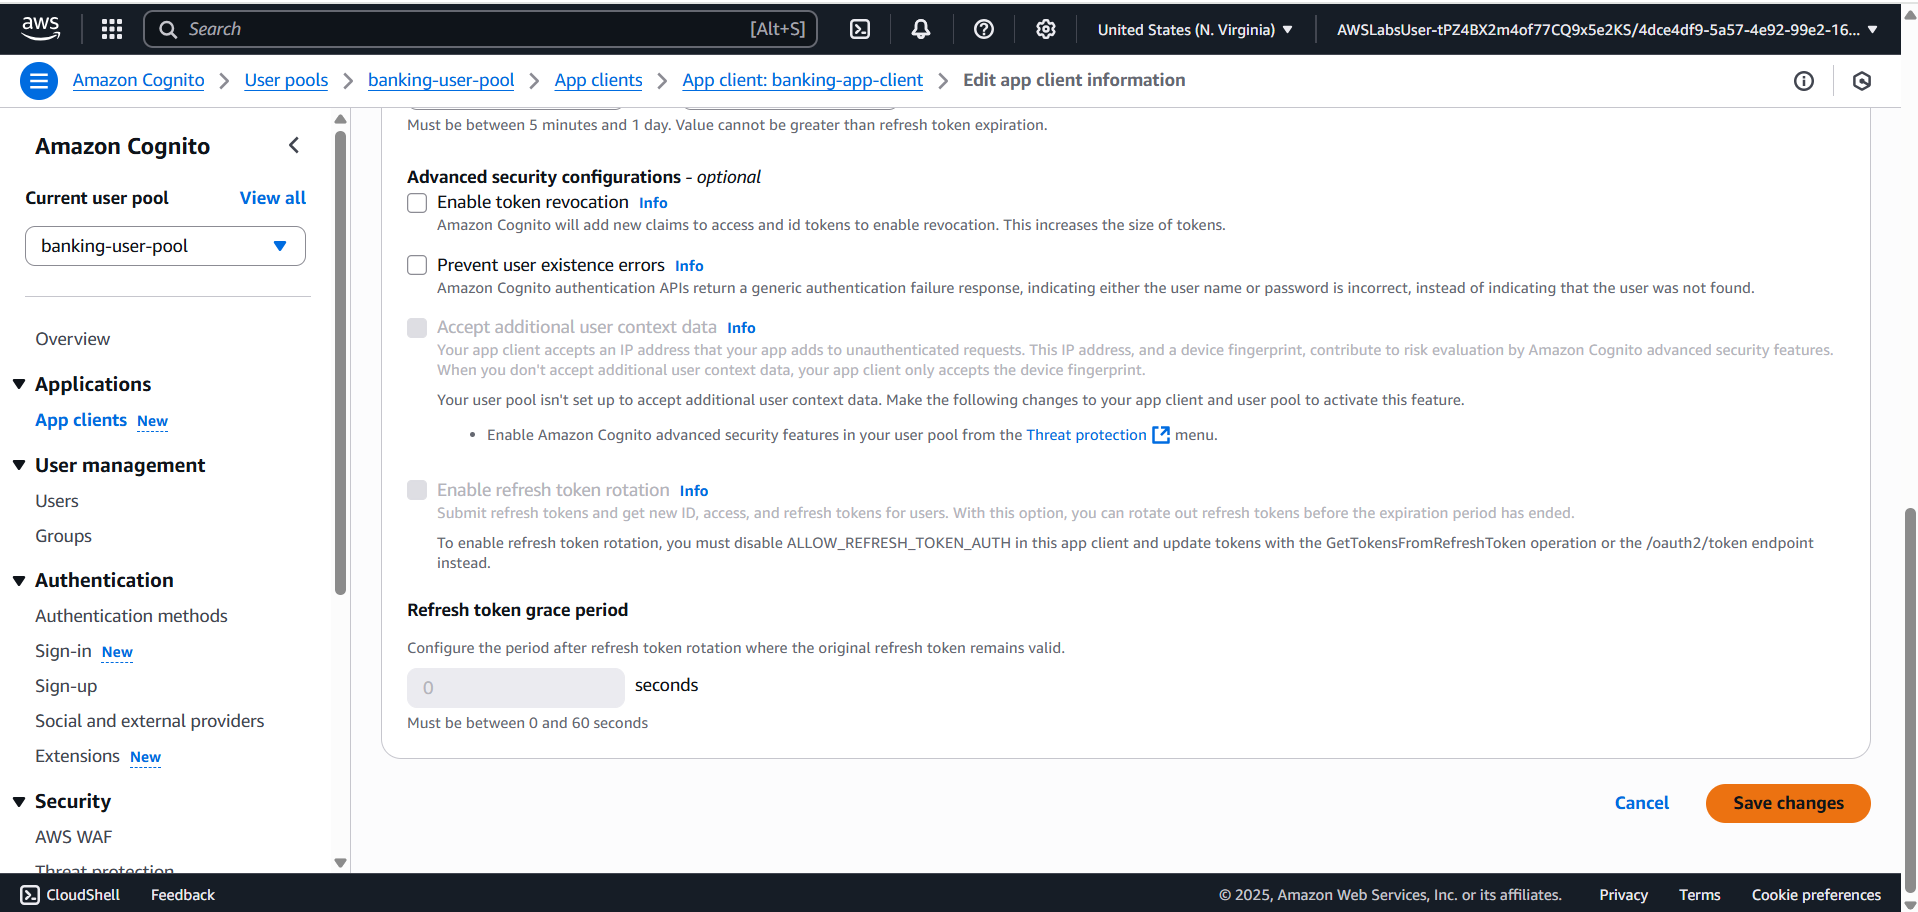 aws
Search
[Alt+S]
United States (N. Virginia)
AWSLabsUser-tPZ4BX2m4of77CQ9x5e2KS/4dce4df9-5a57-4e92-99e2-16...
Amazon Cognito
User pools
banking-user-pool
App clients
App client: banking-app-client
Edit app client information
Amazon Cognito
Current user pool
View all
banking-user-pool
Overview
Applications
App clients New
User management
Users
Groups
Authentication
Authentication methods
Sign-in New
Sign-up
Social and external providers
Extensions New
Security
AWS WAF
Threat protection
Must be between 5 minutes and 1 day. Value cannot be greater than refresh token expiration.
Advanced security configurations - optional
Enable token revocation Info
Amazon Cognito will add new claims to access and id tokens to enable revocation. This increases the size of tokens.
Prevent user existence errors Info
Amazon Cognito authentication APIs return a generic authentication failure response, indicating either the user name or password is incorrect, instead of indicating that the user was not found.
Accept additional user context data Info
Your app client accepts an IP address that your app adds to unauthenticated requests. This IP address, and a device fingerprint, contribute to risk evaluation by Amazon Cognito advanced security features.
When you don't accept additional user context data, your app client only accepts the device fingerprint.
Your user pool isn't set up to accept additional user context data. Make the following changes to your app client and user pool to activate this feature.
• Enable Amazon Cognito advanced security features in your user pool from the Threat protection menu.
Enable refresh token rotation Info
Submit refresh tokens and get new ID, access, and refresh tokens for users. With this option, you can rotate out refresh tokens before the expiration period has ended.
To enable refresh token rotation, you must disable ALLOW_REFRESH_TOKEN_AUTH in this app client and update tokens with the GetTokensFromRefreshToken operation or the /oauth2/token endpoint
instead.
Refresh token grace period
Configure the period after refresh token rotation where the original refresh token remains valid.
0
seconds
Must be between 0 and 60 seconds
Cancel
Save changes
CloudShell
Feedback
© 2025, Amazon Web Services, Inc. or its affiliates.
Privacy
Terms
Cookie preferences